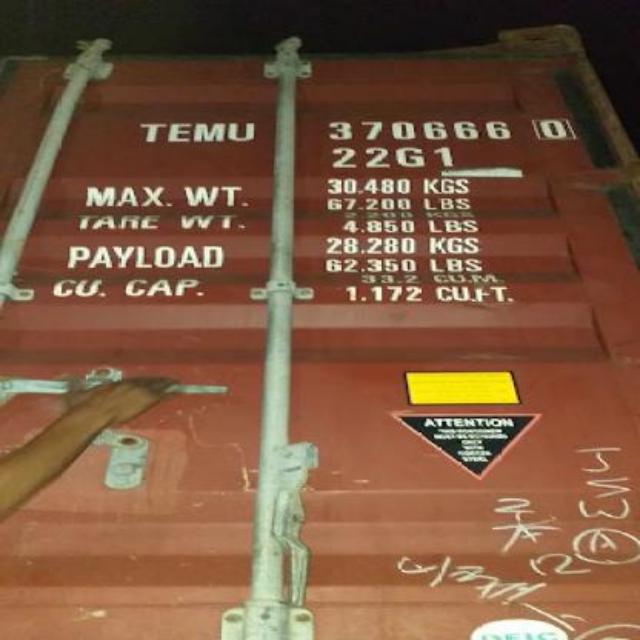 TEMU 370666 0
22G1
MAX. WT. 30.480 KGS
67.200 LBS
TARE WT. 2.200 KGS
4.850 LBS
PAYLOAD 28.280 KGS
62.350 LBS
CU. CAP. 33.2 CU.M.
1.172 CU.FT.
ATTENTION